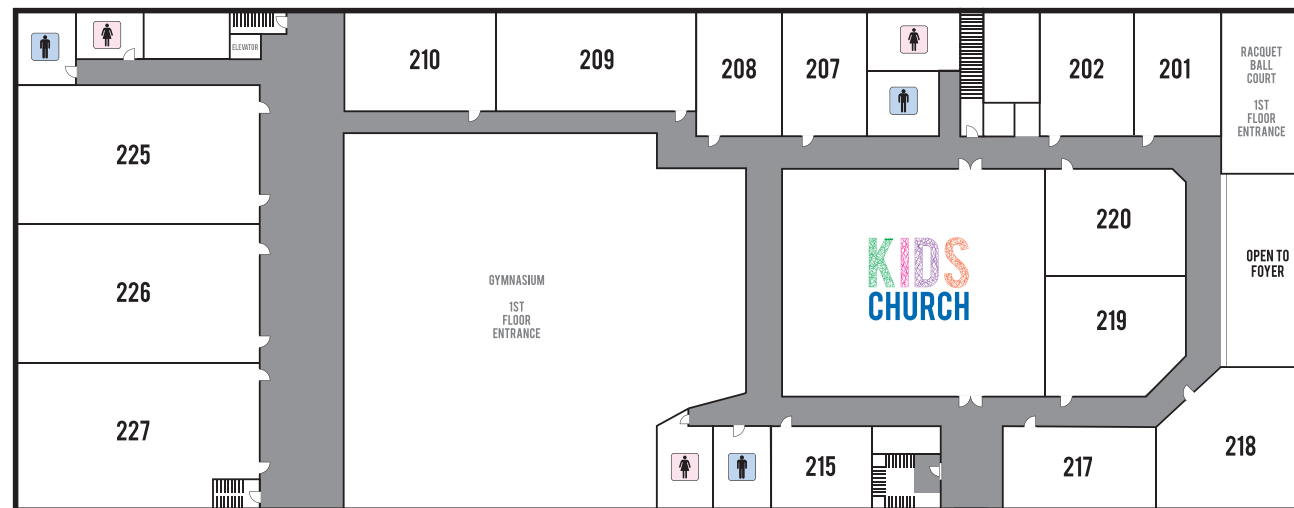 ELEVATOR
210
209
208
207
202
201
RACQUET
BALL
COURT
1ST
FLOOR
ENTRANCE
225
220
OPEN TO
FOYER
KIDS
CHURCH
226
GYMNASIUM
1ST
FLOOR
ENTRANCE
219
227
215
217
218